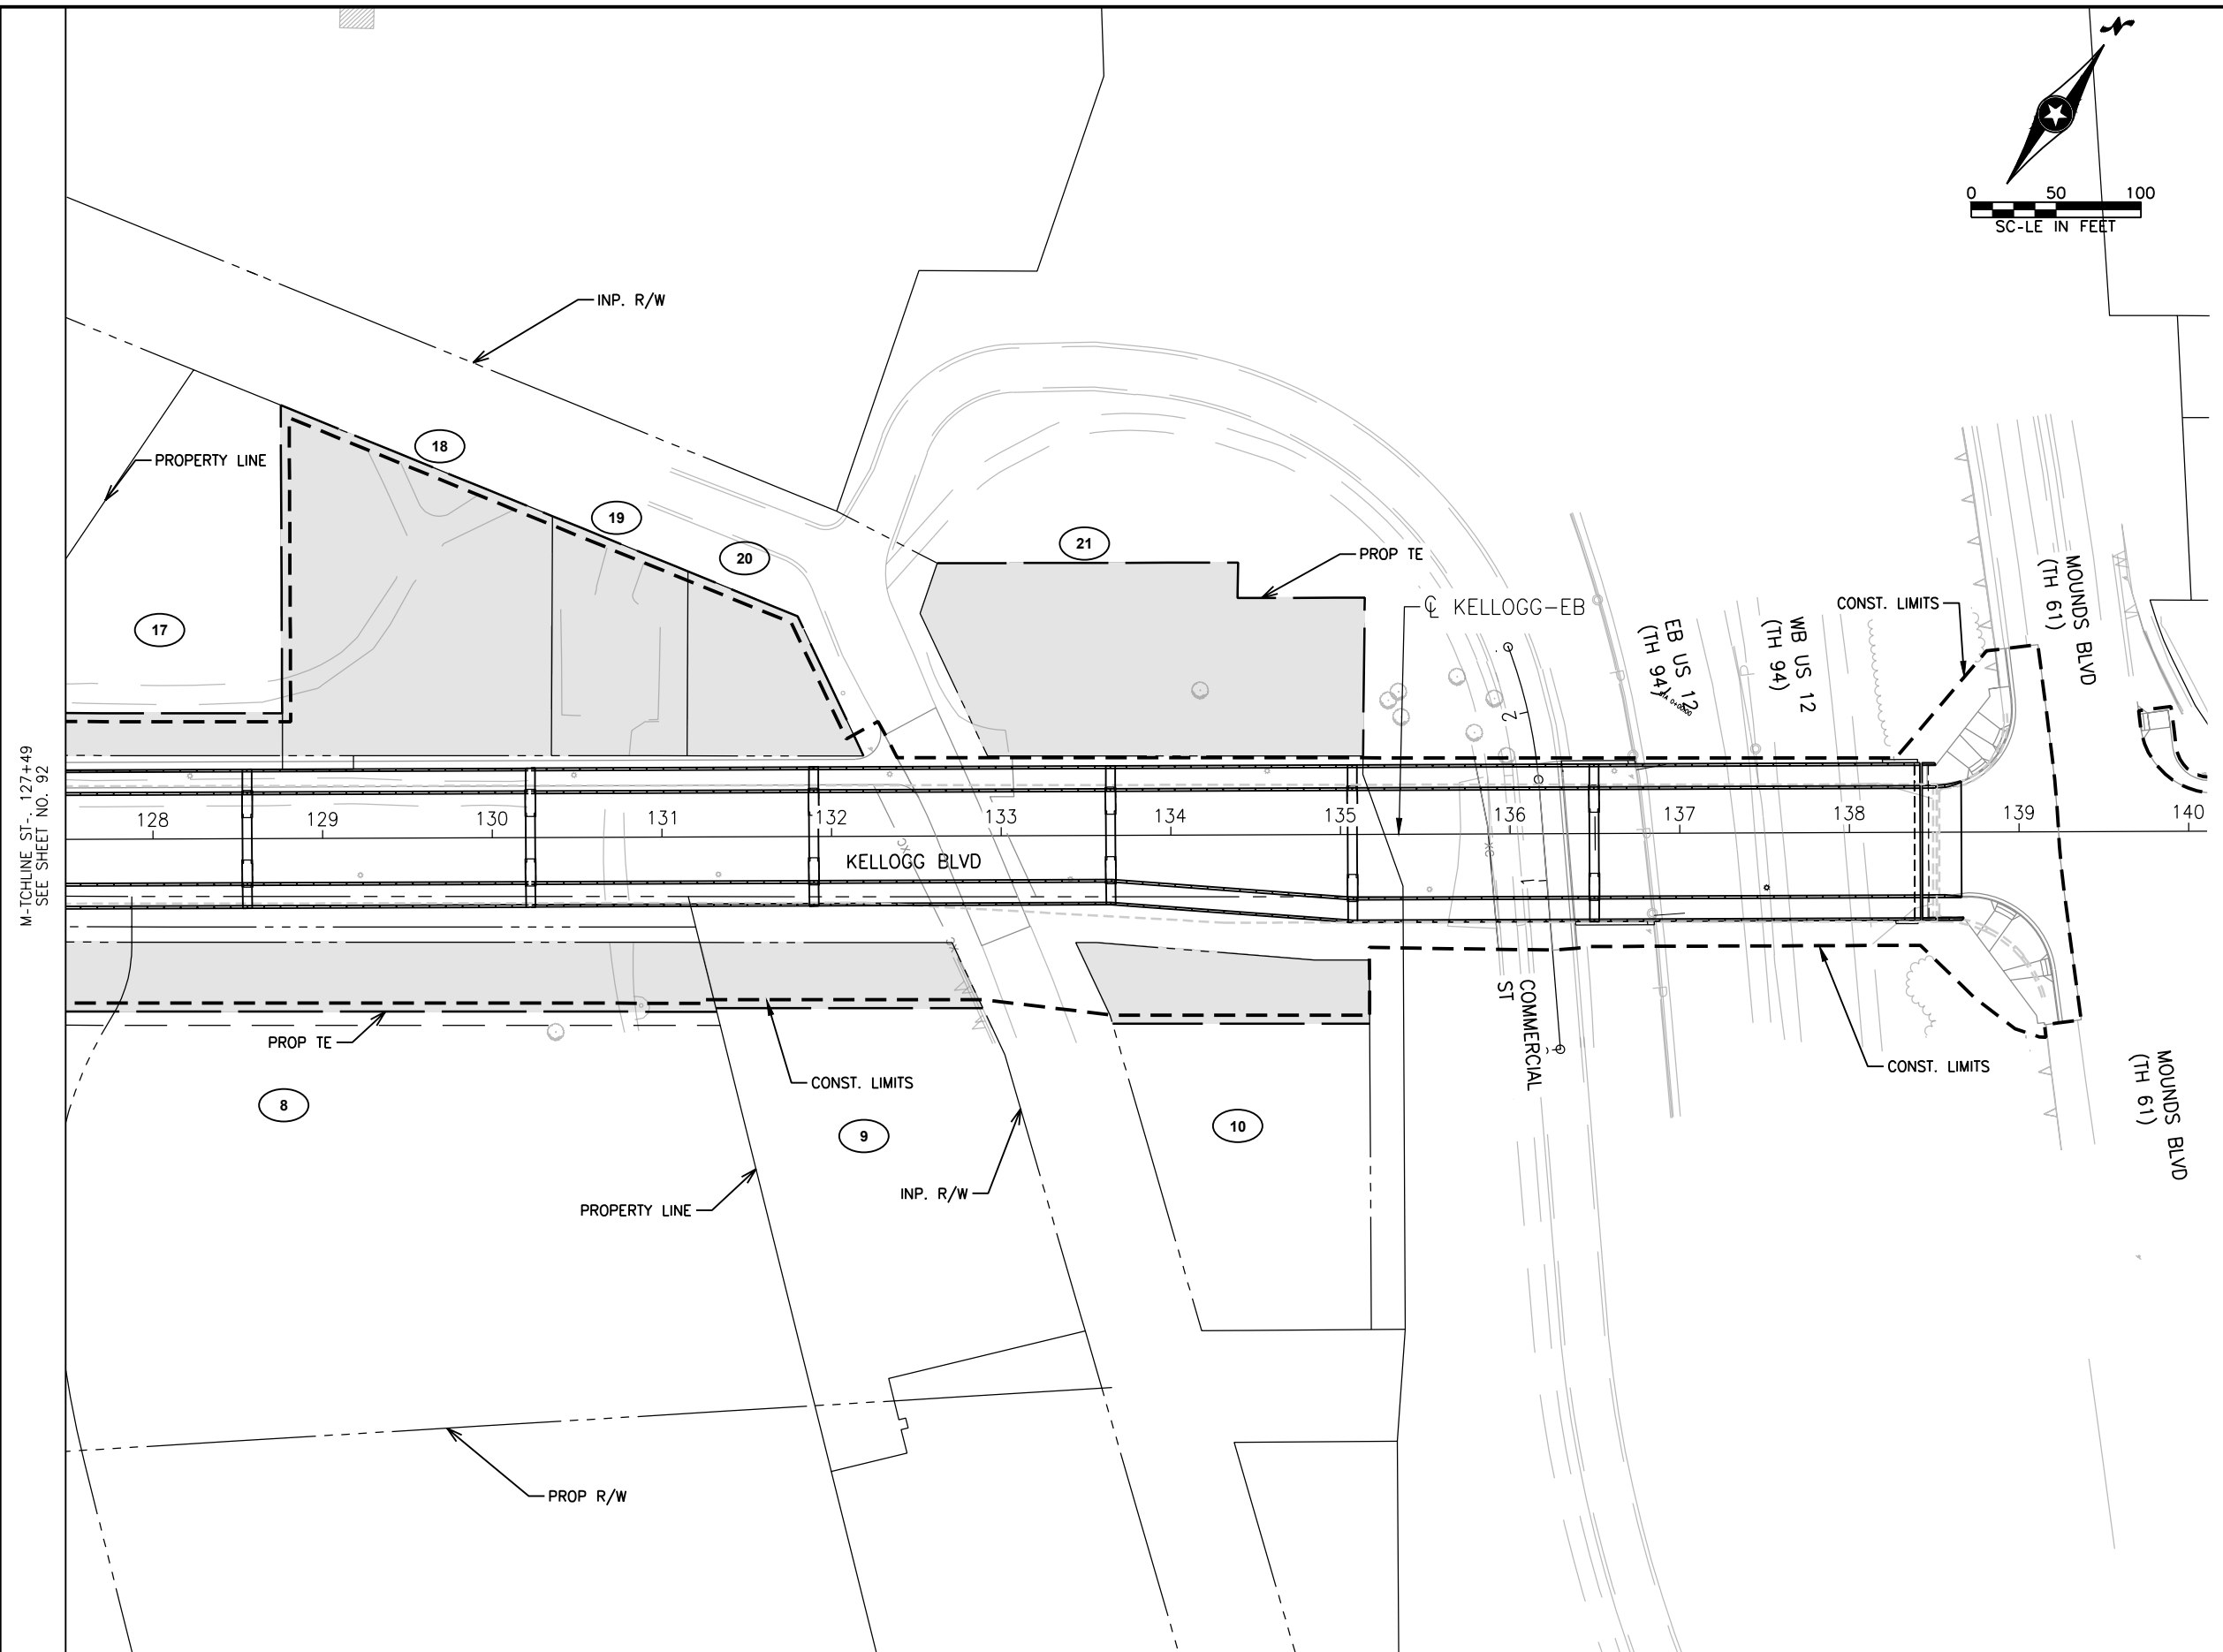 N
0 50 100
SC-LE IN FEET
INP. R/W
18
PROPERTY LINE
19
20
21
PROP TE
17
℄ KELLOGG-EB
CONST. LIMITS
MOUNDS BLVD
(TH 61)
EB US 12
(TH 94)
WB US 12
(TH 94)
2
M-TCHLINE ST-. 127+49
SEE SHEET NO. 92
128 129 130 131 132 133 134 135 136 137 138 139 140
KELLOGG BLVD
XC
XC
1
P
P
P
P
COMMERCIAL
ST
PROP TE
CONST. LIMITS
CONST. LIMITS
MOUNDS BLVD
(TH 61)
8
9
10
INP. R/W
PROPERTY LINE
PROP R/W